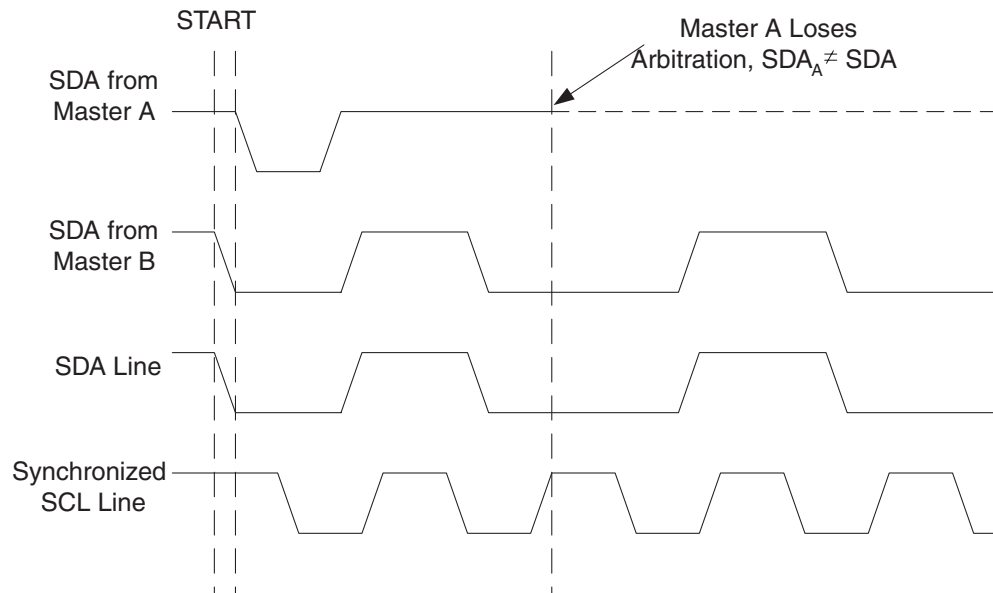 START
Master A Loses
Arbitration, SDA_A ≠ SDA
SDA from
Master A
SDA from
Master B
SDA Line
Synchronized
SCL Line